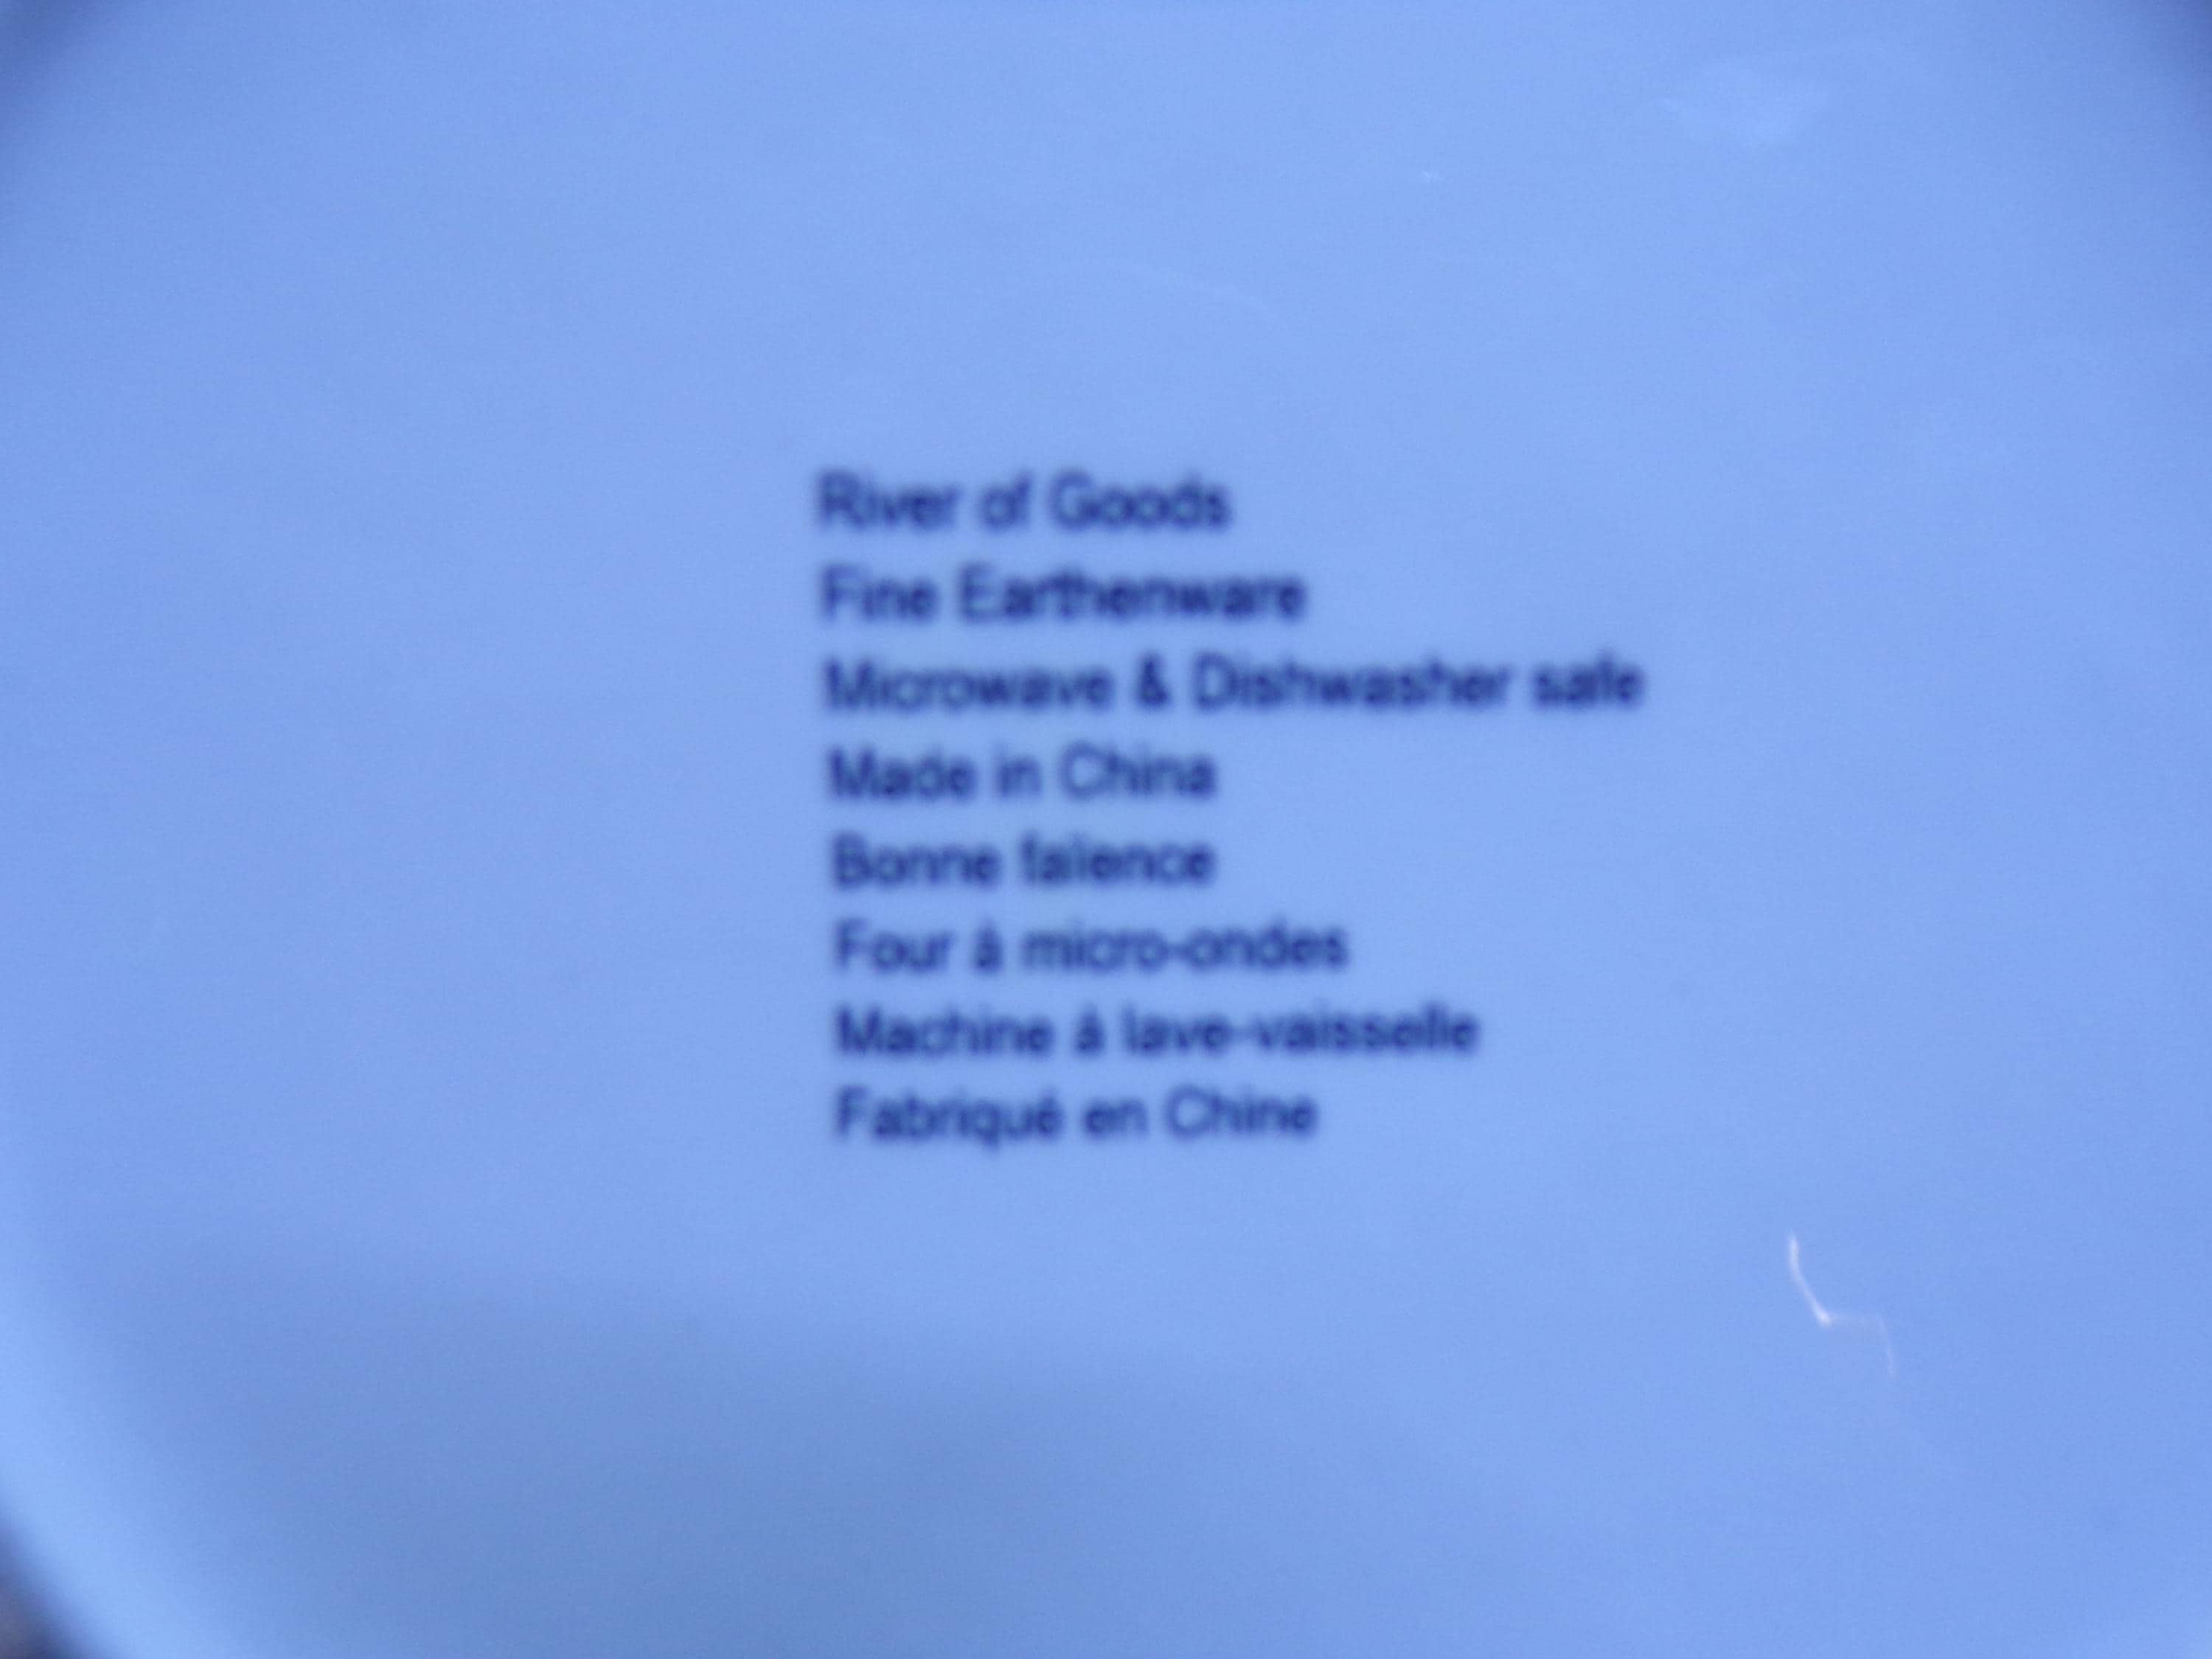 River of Goods
Fine Earthenware
Microwave & Dishwasher safe
Made in China
Bonne faïence
Four à micro-ondes
Machine à lave-vaisselle
Fabriqué en Chine